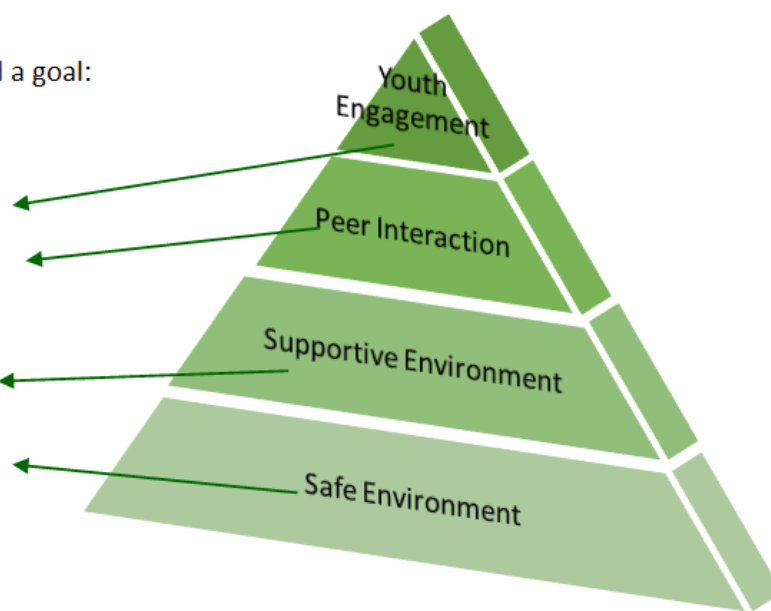 a goal:
Youth
Engagement
Peer Interaction
Supportive Environment
Safe Environment